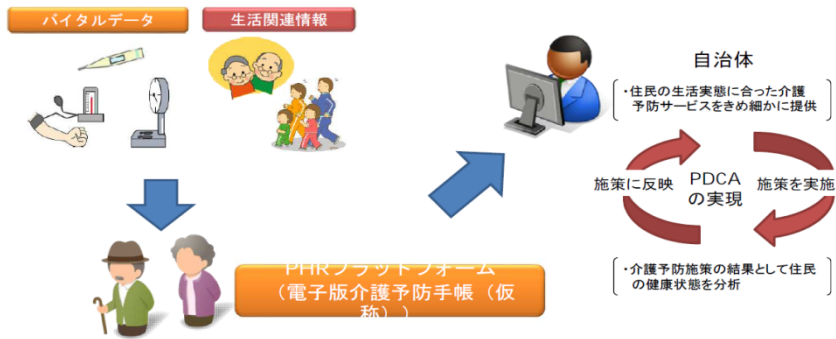 バイタルデータ
生活関連情報
PHRプラットフォーム
（電子版介護予防手帳（仮
称））
自治体
・住民の生活実態に合った介護
予防サービスをきめ細かに提供
施策に反映
PDCA
の実現
施策を実施
・介護予防施策の結果として住民
の健康状態を分析